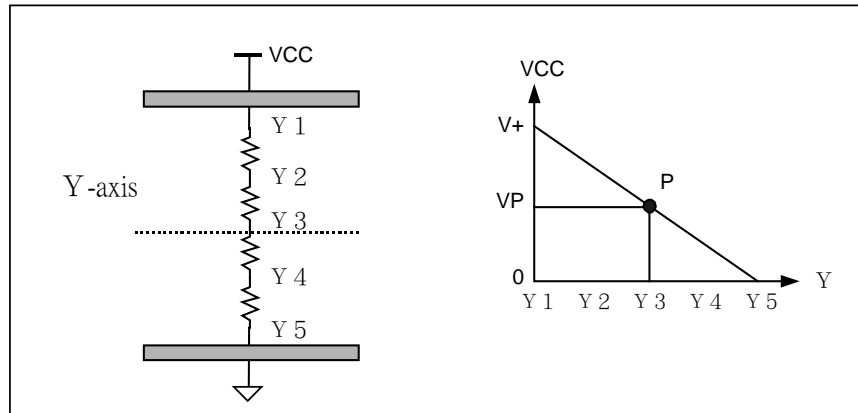 VCC
Y 1
Y 2
Y-axis
Y 3
Y 4
Y 5
VCC
V+
P
VP
0
Y 1 Y 2 Y 3 Y 4 Y 5 Y